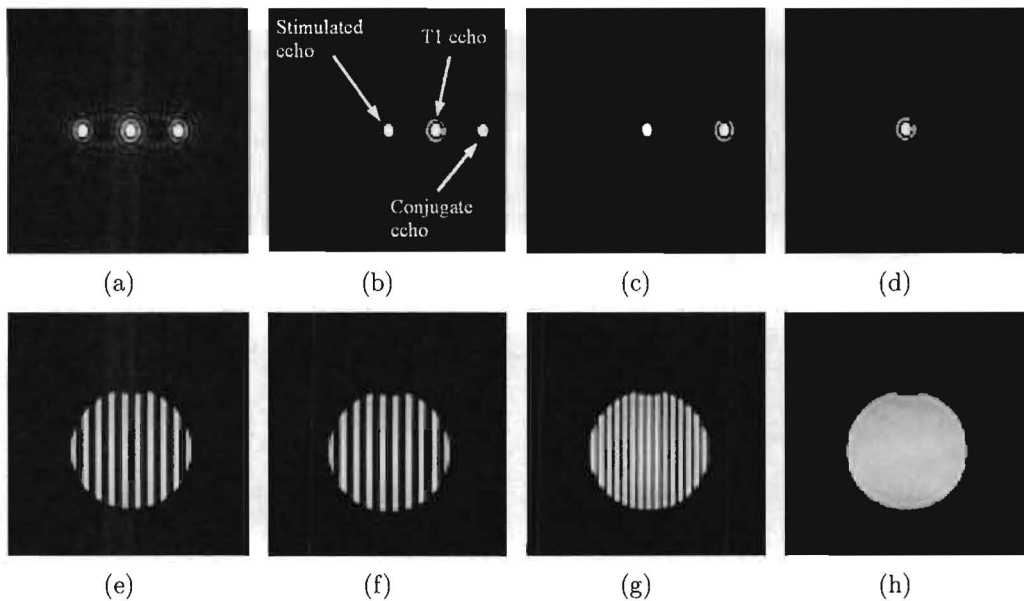 Stimulated
echo
T1 echo
Conjugate
echo
(a)
(b)
(c)
(d)
(e)
(f)
(g)
(h)